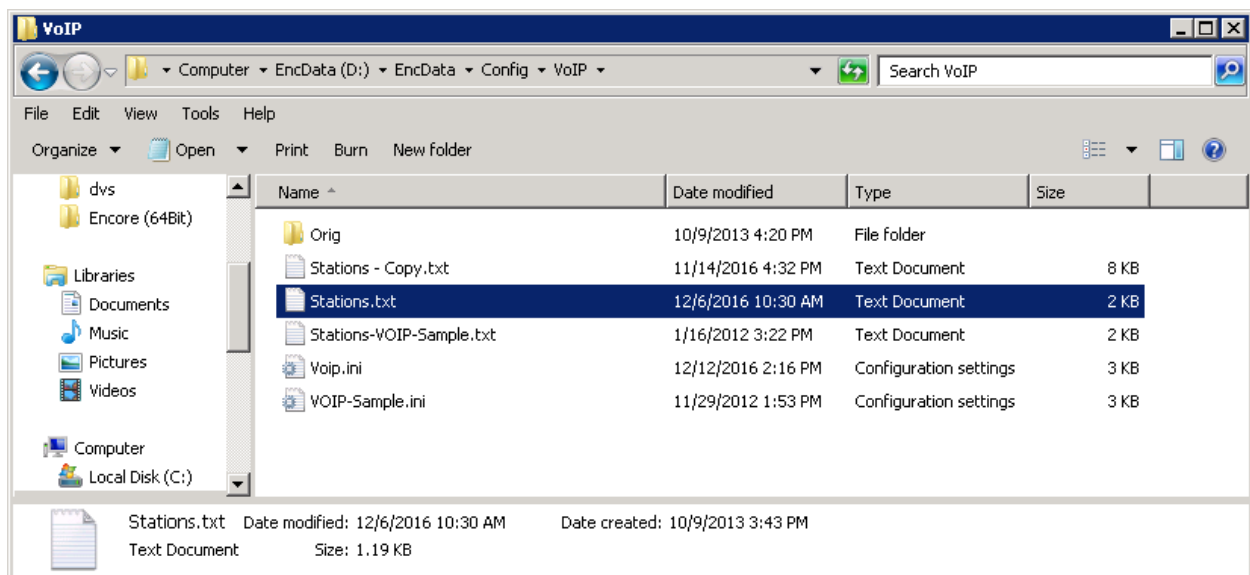 VoIP
Computer EncData (D:) EncData Config VoIP Search VoIP
File Edit View Tools Help
Organize Open Print Burn New folder
dvs
Encore (64Bit)
Libraries
Documents
Music
Pictures
Videos
Computer
Local Disk (C:)
Name Date modified Type Size
Orig 10/9/2013 4:20 PM File folder
Stations - Copy.txt 11/14/2016 4:32 PM Text Document 8 KB
Stations.txt 12/6/2016 10:30 AM Text Document 2 KB
Stations-VOIP-Sample.txt 1/16/2012 3:22 PM Text Document 2 KB
Voip.ini 12/12/2016 2:16 PM Configuration settings 3 KB
VOIP-Sample.ini 11/29/2012 1:53 PM Configuration settings 3 KB
Stations.txt Date modified: 12/6/2016 10:30 AM Date created: 10/9/2013 3:43 PM
Text Document Size: 1.19 KB